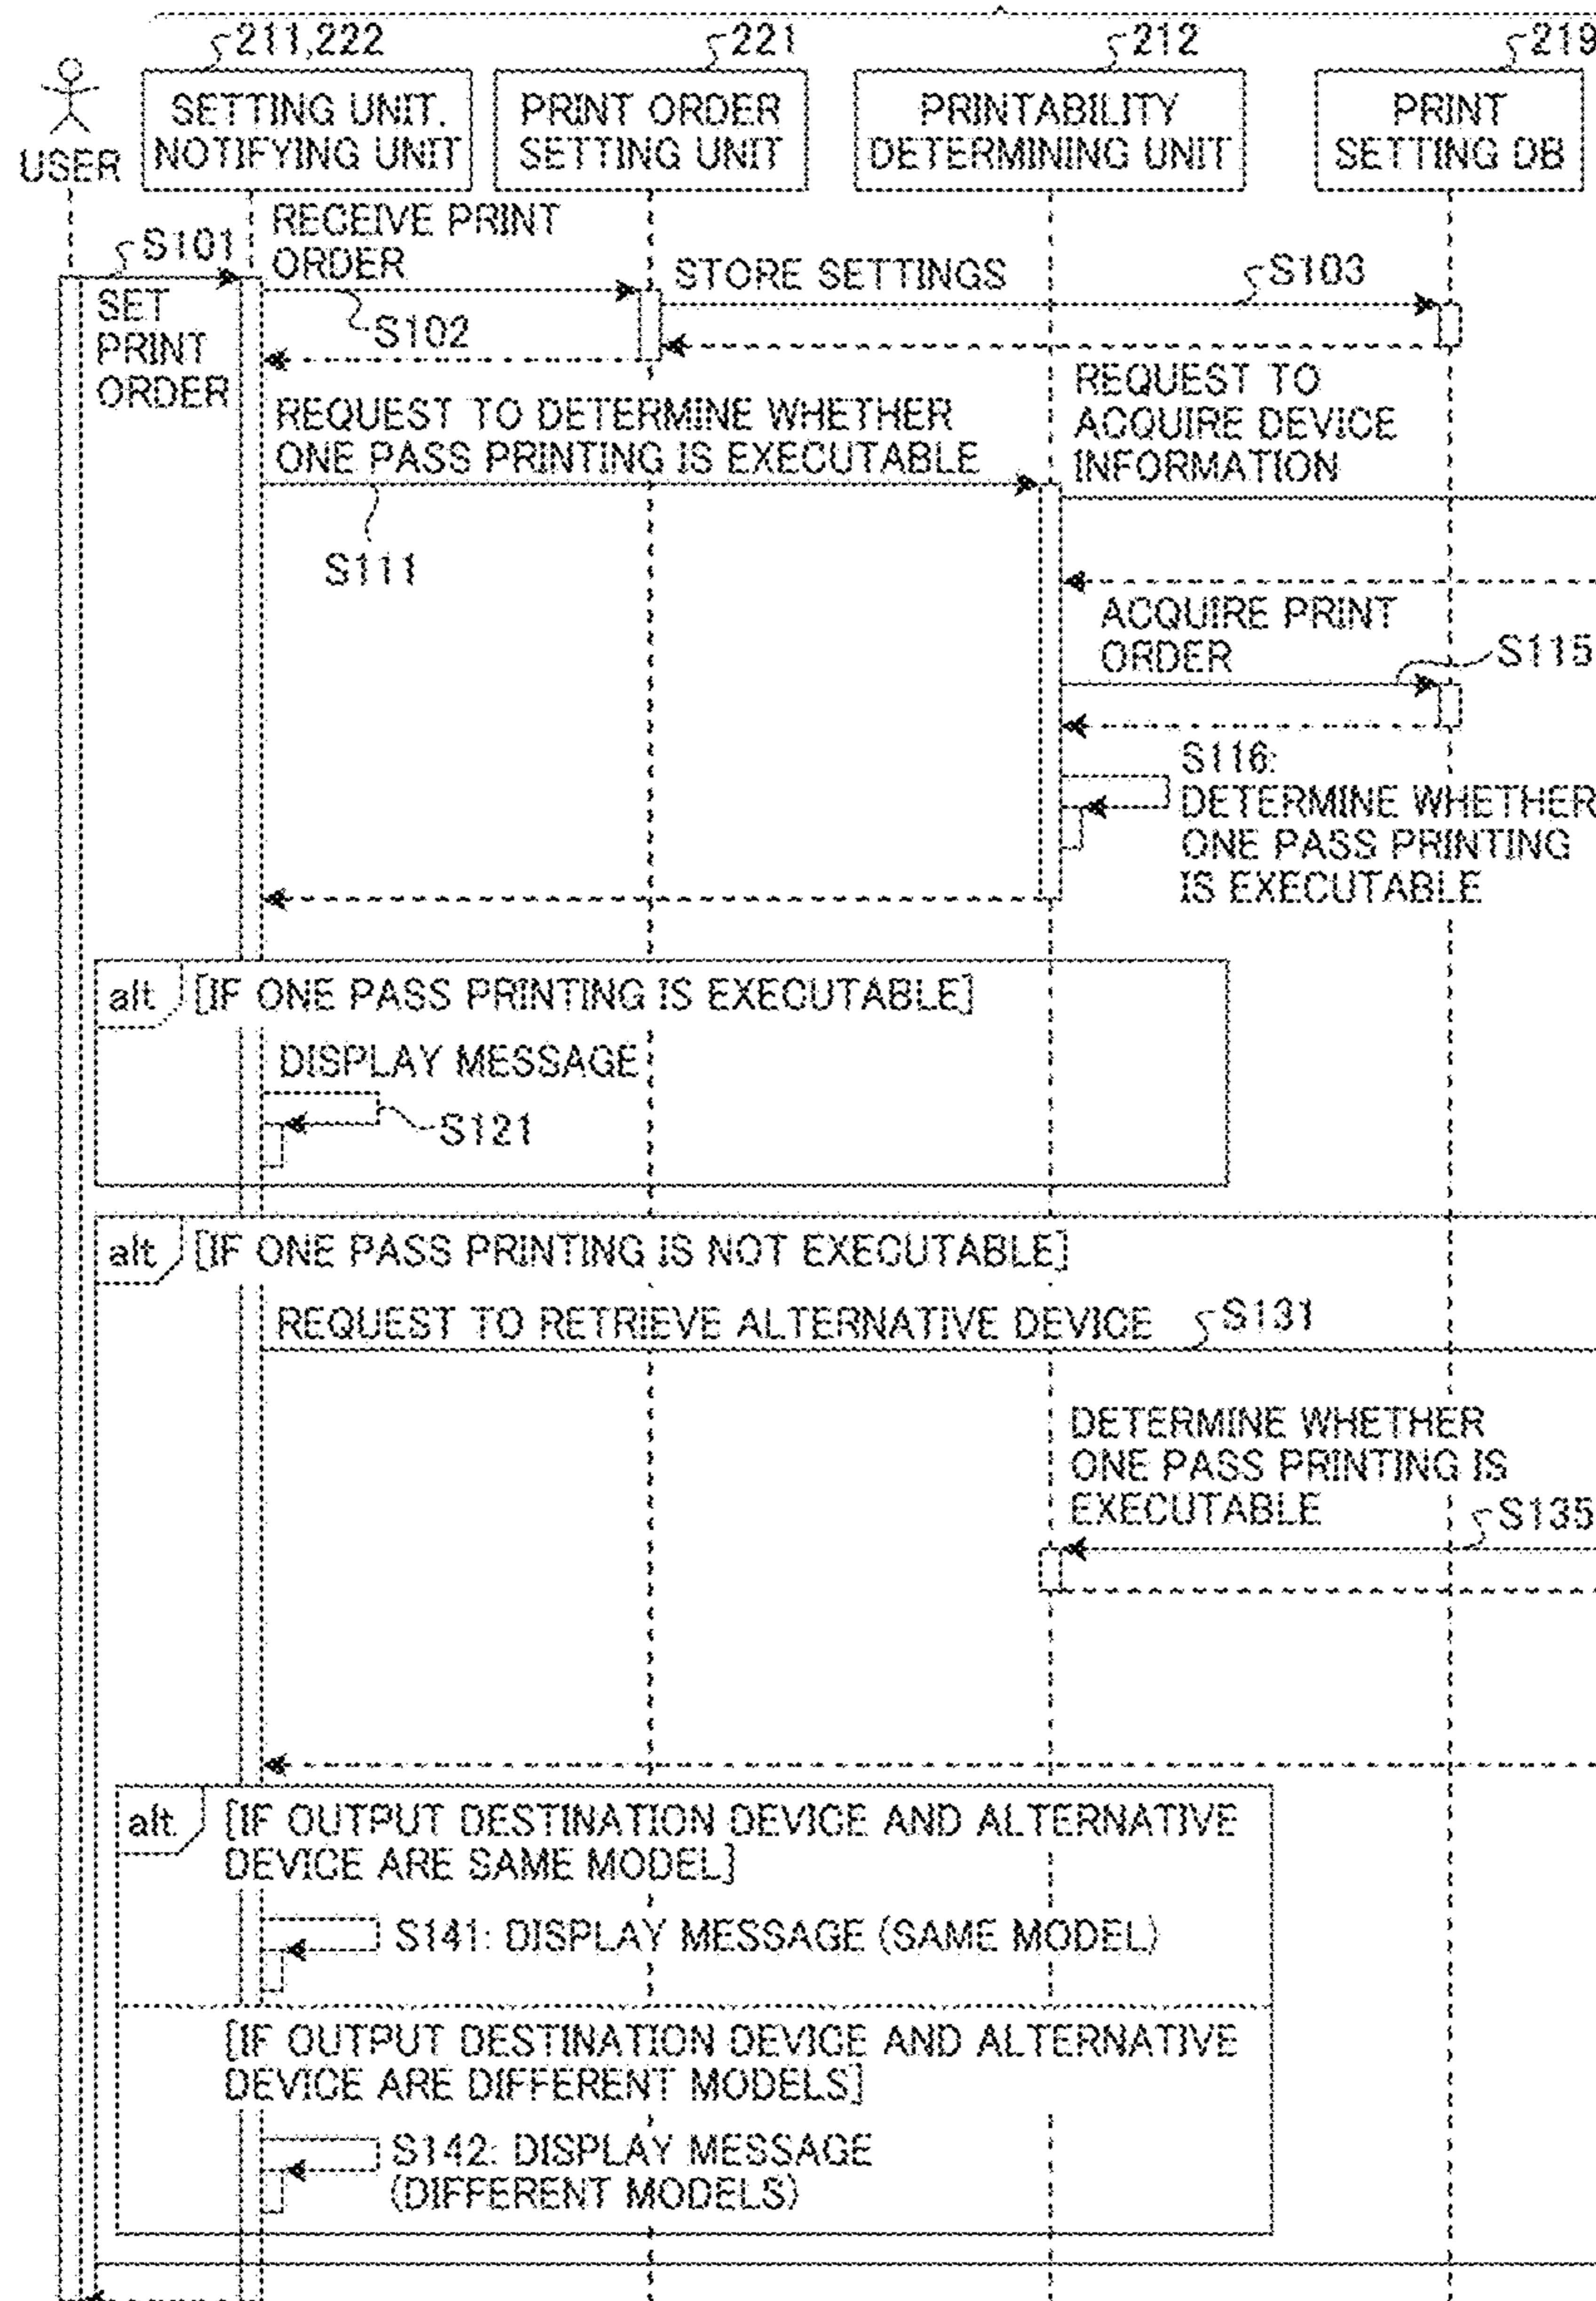 211,222
221
212
219
USER
SETTING UNIT.
NOTIFYING UNIT
PRINT ORDER
SETTING UNIT
PRINTABILITY
DETERMINING UNIT
PRINT
SETTING DB
S101
RECEIVE PRINT
ORDER
SET
PRINT
ORDER
S102
STORE SETTINGS
S103
REQUEST TO DETERMINE WHETHER
ONE PASS PRINTING IS EXECUTABLE
S111
REQUEST TO
ACQUIRE DEVICE
INFORMATION
ACQUIRE PRINT
ORDER
S115
S116:
DETERMINE WHETHER
ONE PASS PRINTING
IS EXECUTABLE
alt [IF ONE PASS PRINTING IS EXECUTABLE]
DISPLAY MESSAGE
S121
alt [IF ONE PASS PRINTING IS NOT EXECUTABLE]
REQUEST TO RETRIEVE ALTERNATIVE DEVICE
S131
DETERMINE WHETHER
ONE PASS PRINTING IS
EXECUTABLE
S135
alt [IF OUTPUT DESTINATION DEVICE AND ALTERNATIVE
DEVICE ARE SAME MODEL]
S141: DISPLAY MESSAGE (SAME MODEL)
[IF OUTPUT DESTINATION DEVICE AND ALTERNATIVE
DEVICE ARE DIFFERENT MODELS]
S142: DISPLAY MESSAGE
(DIFFERENT MODELS)